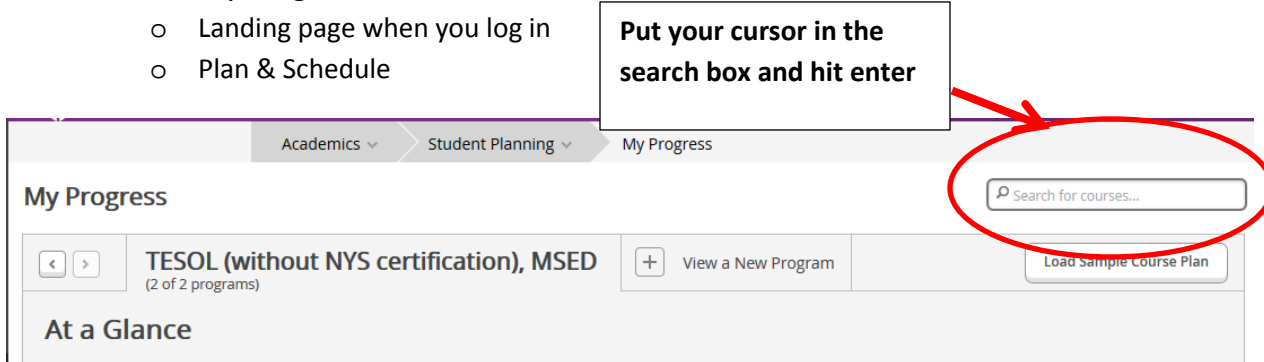 o Landing page when you log in
o Plan & Schedule
Put your cursor in the
search box and hit enter
Academics Student Planning My Progress
My Progress
Search for courses...
< > TESOL (without NYS certification), MSED + View a New Program Load Sample Course Plan
(2 of 2 programs)
At a Glance